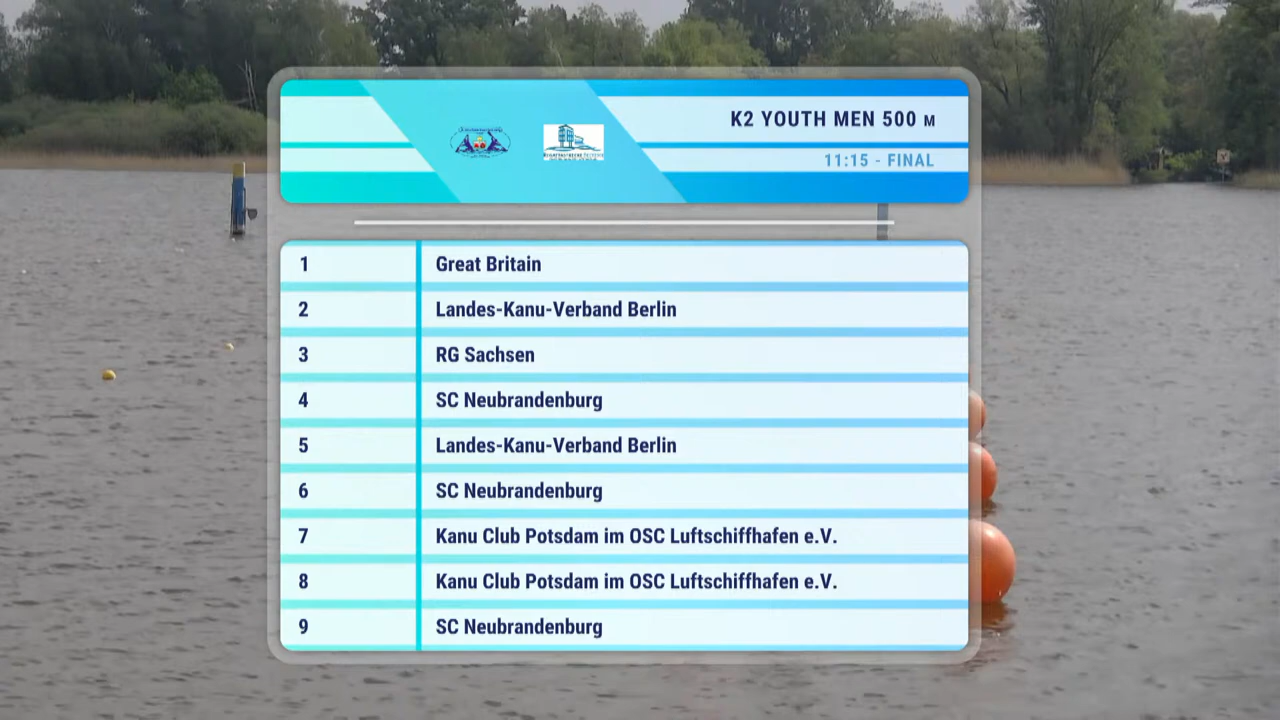 K2 YOUTH MEN 500 M
11:15 - FINAL
1 Great Britain
2 Landes-Kanu-Verband Berlin
3 RG Sachsen
4 SC Neubrandenburg
5 Landes-Kanu-Verband Berlin
6 SC Neubrandenburg
7 Kanu Club Potsdam im OSC Luftschiffhafen e.V.
8 Kanu Club Potsdam im OSC Luftschiffhafen e.V.
9 SC Neubrandenburg